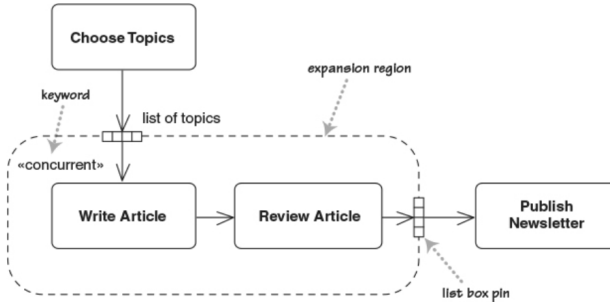 Choose Topics
expansion region
keyword
list of topics
«concurrent»
Write Article
Review Article
Publish
Newsletter
list box pin